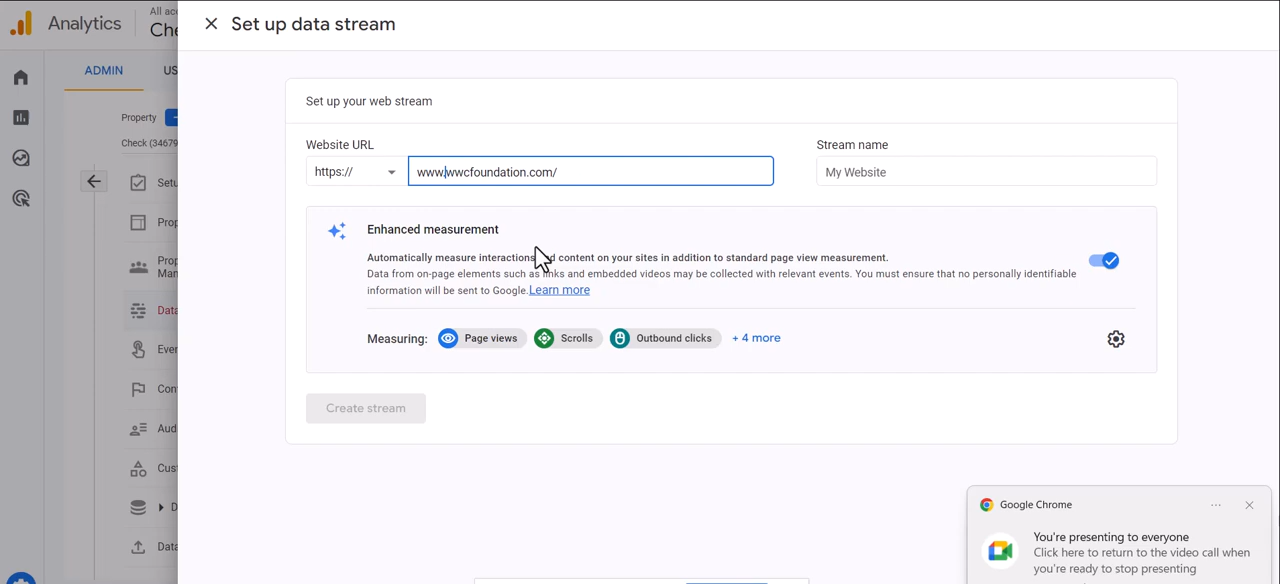 Analytics
All acc
Che
Set up data stream
ADMIN
US
Property
Check (34679
Setu
Prop
Prop
Man
Data
Even
Con
Aud
Cus
D
Data
Set up your web stream
Website URL
Stream name
https://
www.wwcfoundation.com/
My Website
Enhanced measurement
Automatically measure interactions content on your sites in addition to standard page view measurement.
Data from on-page elements such as links and embedded videos may be collected with relevant events. You must ensure that no personally identifiable
information will be sent to Google. Learn more
Measuring: Page views Scrolls Outbound clicks + 4 more
Create stream
Google Chrome
You're presenting to everyone
Click here to return to the video call when
you're ready to stop presenting